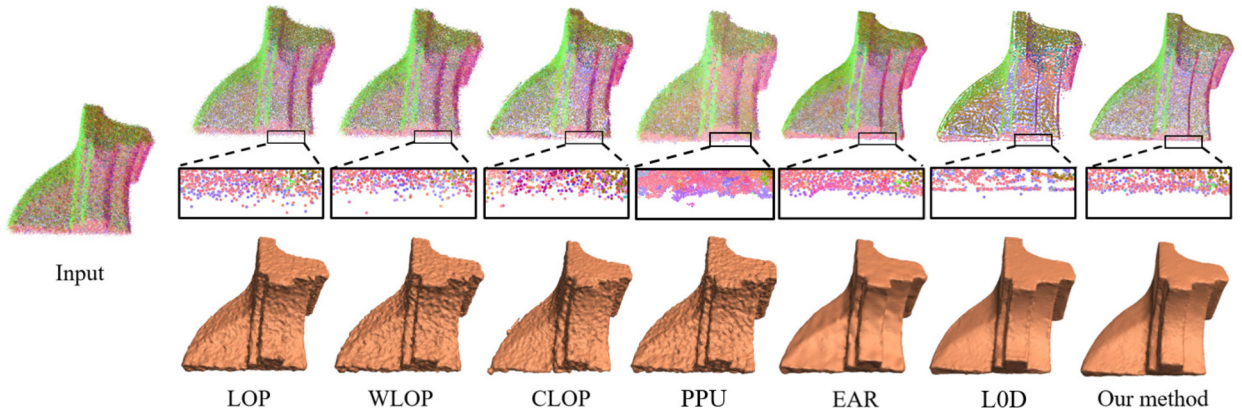 Input
LOP
WLOP
CLOP
PPU
EAR
L0D
Our method